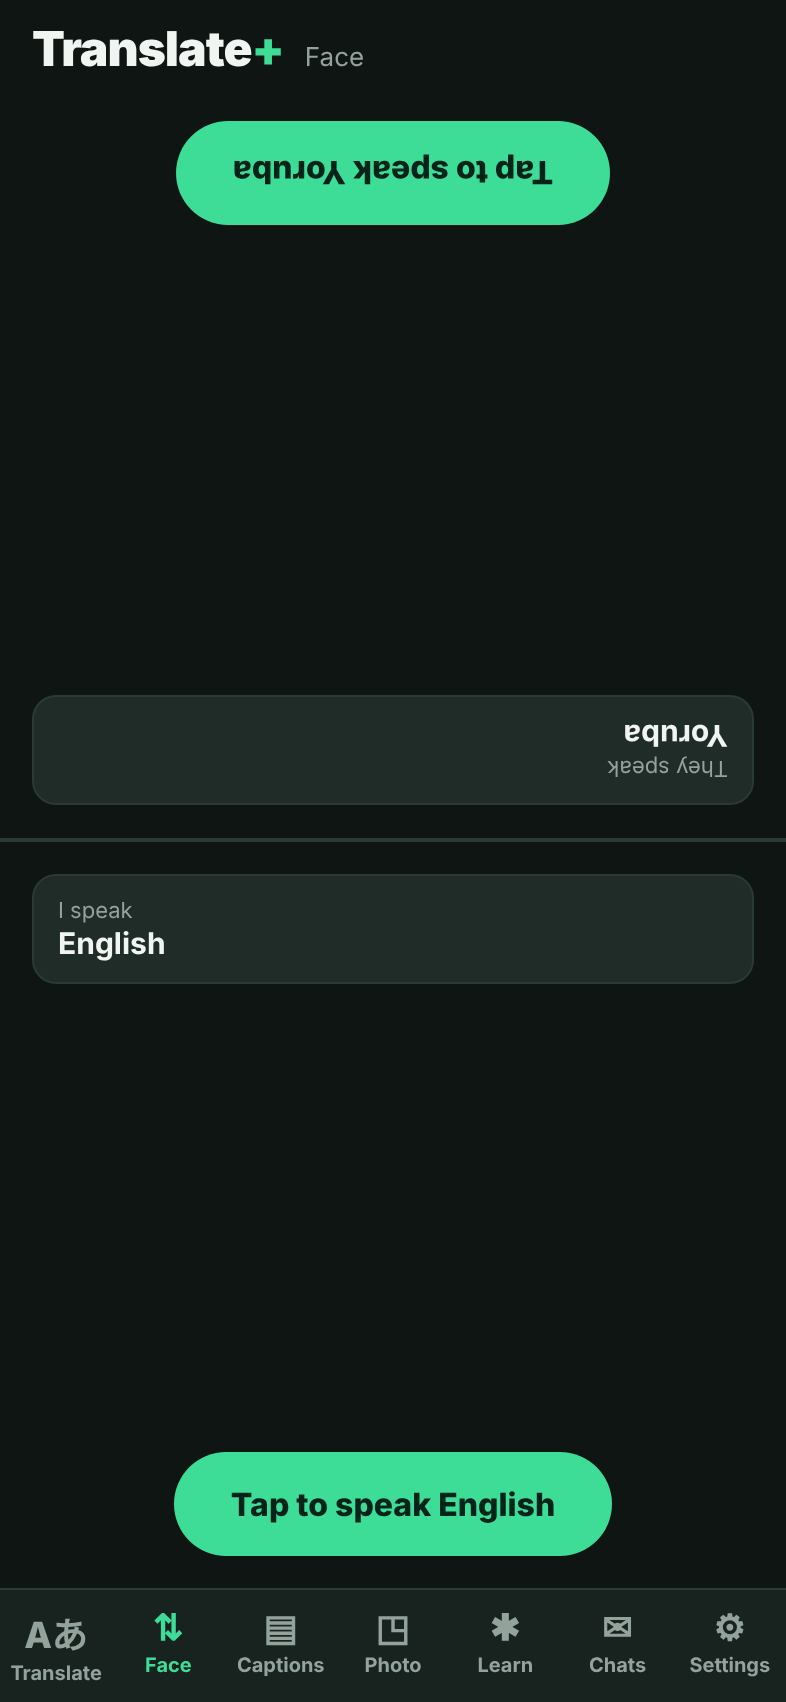 Translate+ Face
Tap to speak Yoruba
They speak
Yoruba
I speak
English
Tap to speak English
Aあ
Translate
Face
Captions
Photo
Learn
Chats
Settings